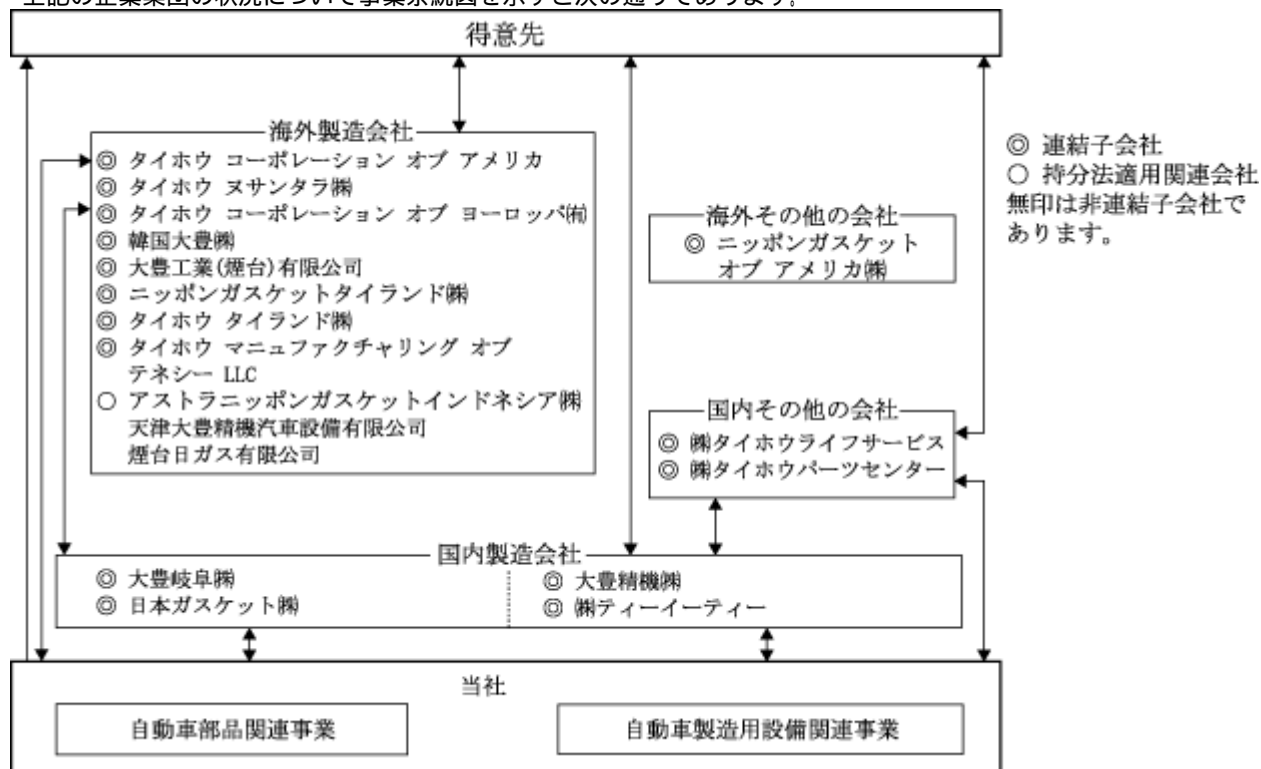 上記の企業集団の状況について事業系統図を示すと次の通りであります。
得意先
海外製造会社
◎ タイホウ コーポレーション オブ アメリカ
◎ タイホウ ヌサンタラ㈱
◎ タイホウ コーポレーション オブ ヨーロッパ㈲
◎ 韓国大豊㈱
◎ 大豊工業(煙台)有限公司
◎ ニッポンガスケットタイランド㈱
◎ タイホウ タイランド㈱
◎ タイホウ マニュファクチャリング オブ
テネシー LLC
○ アストラニッポンガスケットインドネシア㈱
天津大豊精機汽車設備有限公司
煙台日ガス有限公司
海外その他の会社
◎ ニッポンガスケット
オブ アメリカ㈱
◎ 連結子会社
○ 持分法適用関連会社
無印は非連結子会社で
あります。
国内その他の会社
◎ ㈱タイホウライフサービス
◎ ㈱タイホウパーツセンター
国内製造会社
◎ 大豊岐阜㈱
◎ 日本ガスケット㈱
◎ 大豊精機㈱
◎ ㈱ティーイーティー
当社
自動車部品関連事業
自動車製造用設備関連事業